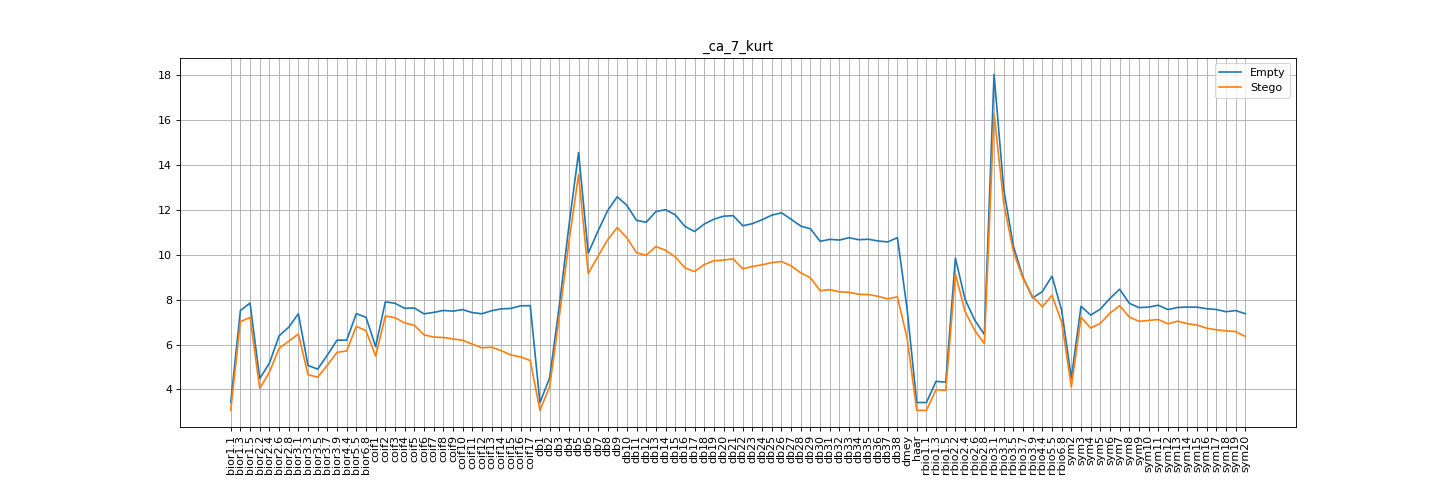 _ca_7_kurt
18
16
14
12
10
8
6
4
Empty
Stego
bior1.1
bior1.3
bior1.5
bior2.2
bior2.4
bior2.6
bior2.8
bior3.1
bior3.3
bior3.5
bior3.7
bior3.9
bior4.4
bior5.5
bior6.8
coif1
coif2
coif3
coif4
coif5
coif6
coif7
coif8
coif9
coif10
coif11
coif12
coif13
coif14
coif15
coif16
coif17
db1
db2
db3
db4
db5
db6
db7
db8
db9
db10
db11
db12
db13
db14
db15
db16
db17
db18
db19
db20
db21
db22
db23
db24
db25
db26
db27
db28
db29
db30
db31
db32
db33
db34
db35
db36
db37
db38
dmey
haar
rbio1.1
rbio1.3
rbio1.5
rbio2.2
rbio2.4
rbio2.6
rbio2.8
rbio3.1
rbio3.3
rbio3.5
rbio3.7
rbio3.9
rbio4.4
rbio5.5
rbio6.8
sym2
sym3
sym4
sym5
sym6
sym7
sym8
sym9
sym10
sym11
sym12
sym13
sym14
sym15
sym16
sym17
sym18
sym19
sym20